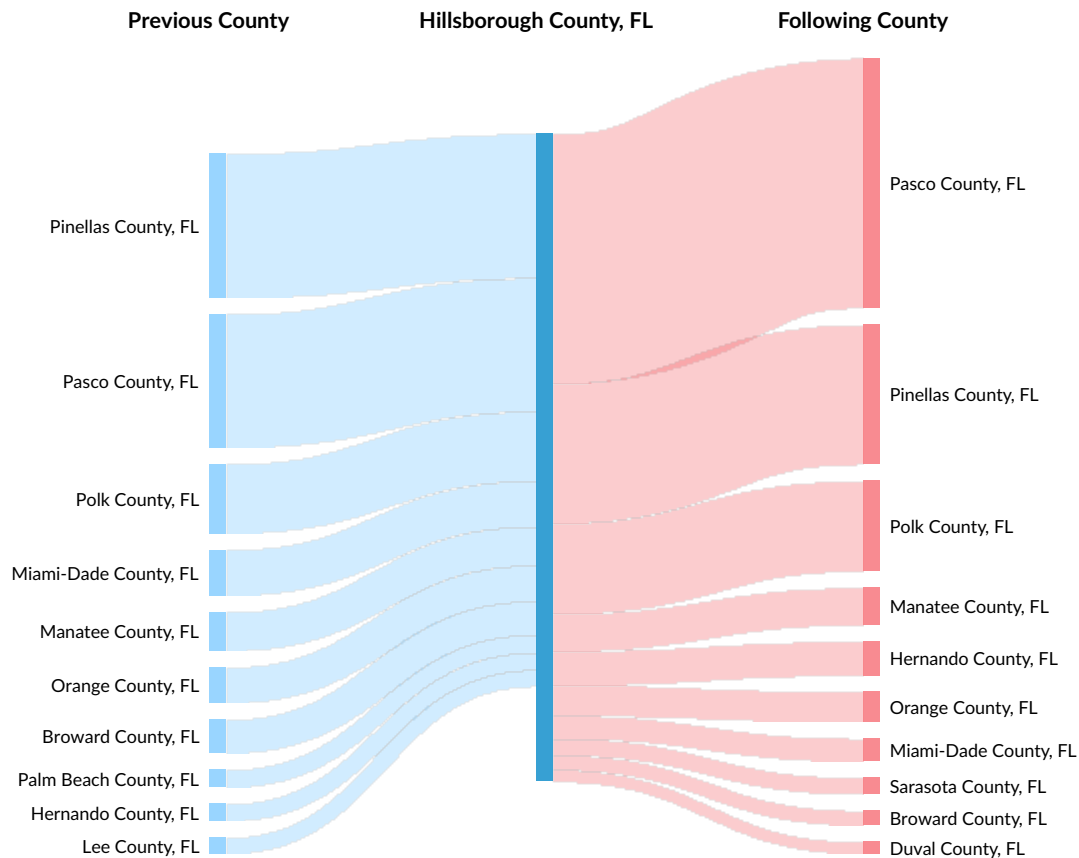 Previous County
Hillsborough County, FL
Following County
Pinellas County, FL
Pasco County, FL
Polk County, FL
Miami-Dade County, FL
Manatee County, FL
Orange County, FL
Broward County, FL
Palm Beach County, FL
Hernando County, FL
Lee County, FL
Pasco County, FL
Pinellas County, FL
Polk County, FL
Manatee County, FL
Hernando County, FL
Orange County, FL
Miami-Dade County, FL
Sarasota County, FL
Broward County, FL
Duval County, FL